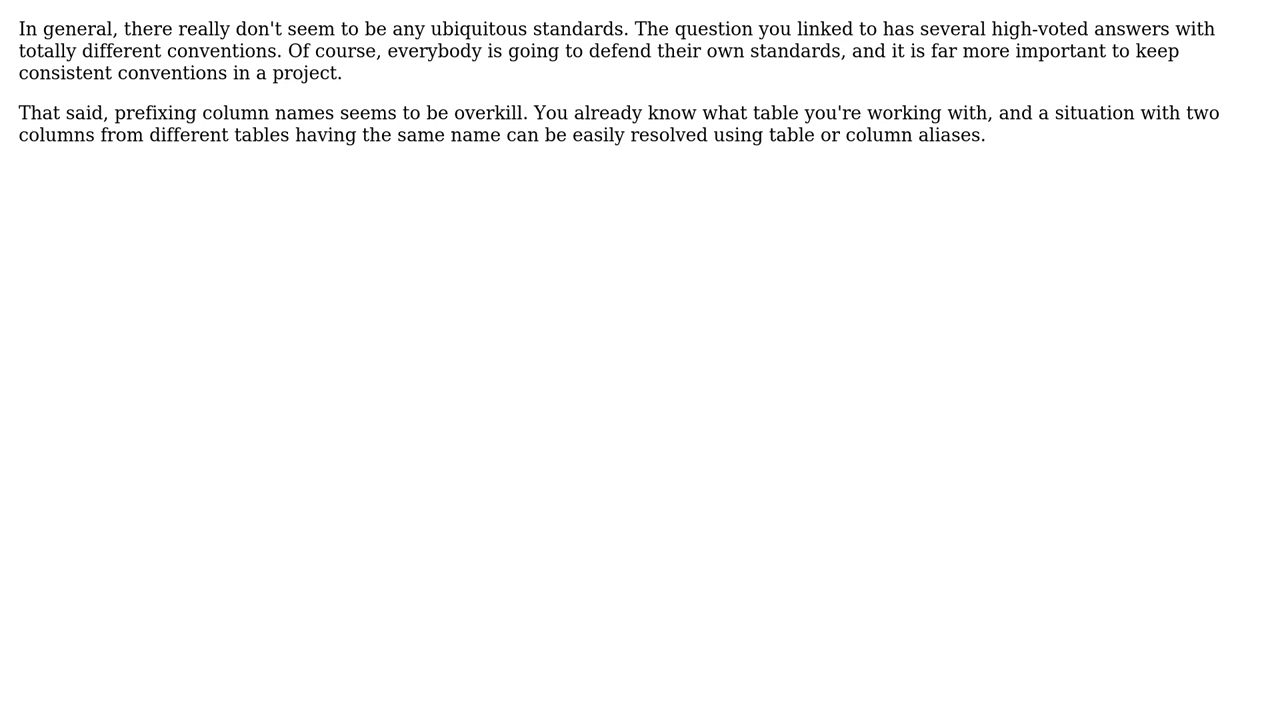 In general, there really don't seem to be any ubiquitous standards. The question you linked to has several high-voted answers with
totally different conventions. Of course, everybody is going to defend their own standards, and it is far more important to keep
consistent conventions in a project.
That said, prefixing column names seems to be overkill. You already know what table you're working with, and a situation with two
columns from different tables having the same name can be easily resolved using table or column aliases.